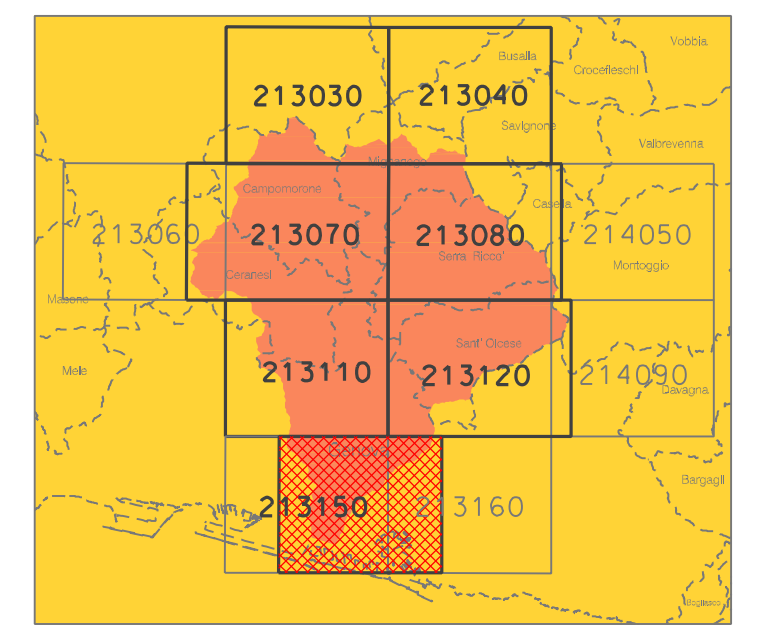 Vobbia
Busalla
Crocefieschi
213030
213040
Savignone
Valbrevenna
Mignanego
Campomorone
Casella
213060
213070
213080
214050
Serra Ricco'
Montoggio
Ceranesi
Masone
Sant' Olcese
Mele
213110
213120
214090
Davagna
Genova
Bargagli
213150
213160
Bogliasco